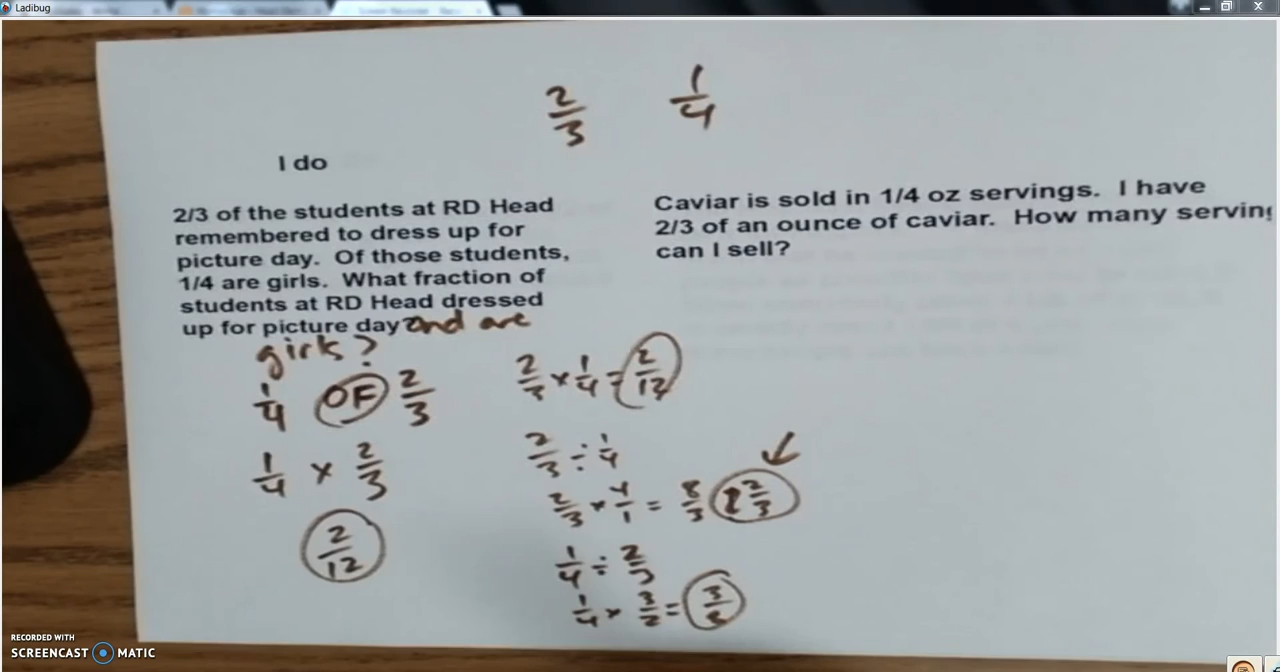 Ladibug
2/3 1/4
I do
2/3 of the students at RD Head
remembered to dress up for
picture day. Of those students,
1/4 are girls. What fraction of
students at RD Head dressed
up for picture day? and are
girls?
1/4 OF 2/3
1/4 × 2/3
2/12
Caviar is sold in 1/4 oz servings. I have
2/3 of an ounce of caviar. How many serving
can I sell?
2/3 × 1/4 = 2/12
2/3 ÷ 1/4
2/3 × 4/1 = 8/3 2 2/3
1/4 ÷ 2/3
1/4 × 3/2 = 3/8
RECORDED WITH
SCREENCAST MATIC